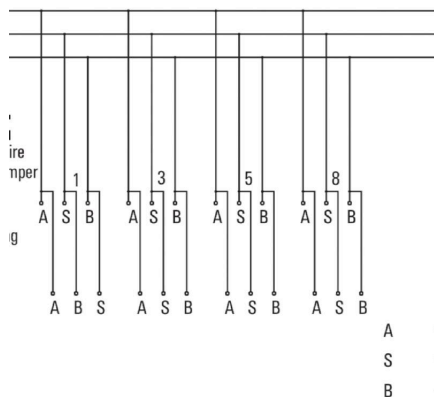 ire
mper
1 3 5 8
A S B A S B A S B A S B
g
A B S A S B A S B A S B
A
S
B